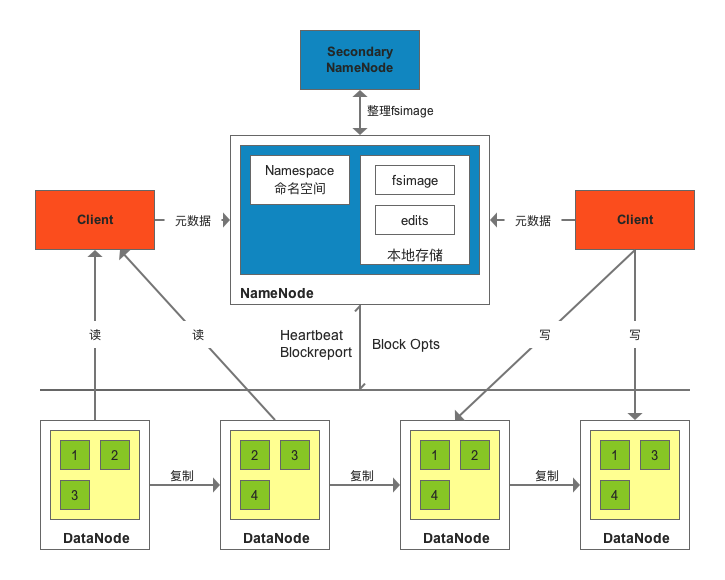 Secondary
NameNode
整理fsimage
Namespace
命名空间
fsimage
edits
本地存储
NameNode
Client
元数据
元数据
Client
读
读
写
写
Heartbeat
Blockreport
Block Opts
1 2
3
DataNode
复制
2 3
4
DataNode
复制
1 2
4
DataNode
复制
1 3
4
DataNode